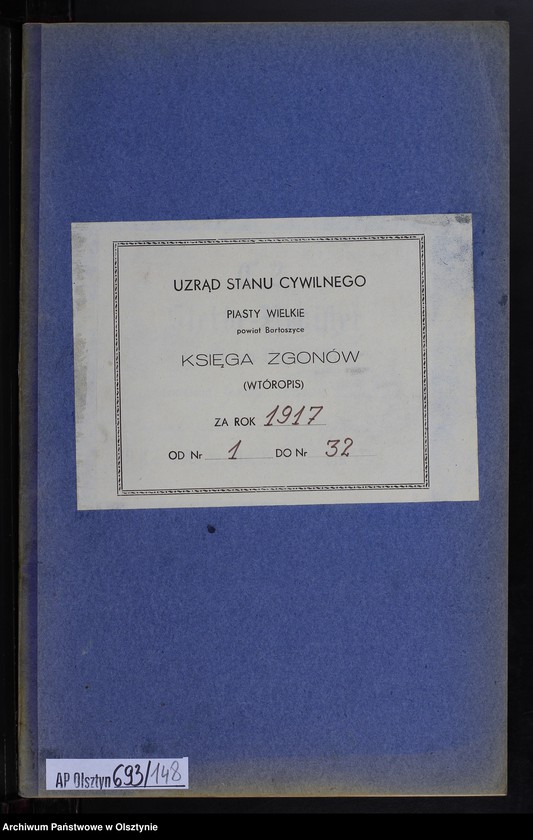 UZRĄD STANU CYWILNEGO
PIASTY WIELKIE
powiat Bartoszyce
KSIĘGA ZGONÓW
(WTÓROPIS)
ZA ROK 1917
OD Nr 1 DO Nr 32
AP Olsztyn 693/148
Archiwum Państwowe w Olsztynie